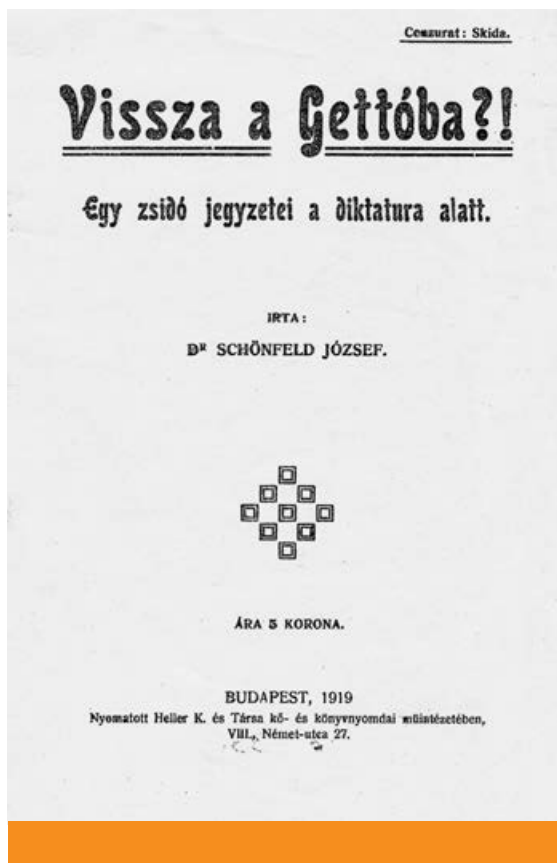 Cenzurat: Skida.
Vissza a Gettóba?!
Egy zsidó jegyzetei a diktatura alatt.
IRTA:
DR SCHÖNFELD JÓZSEF.
ÁRA 5 KORONA.
BUDAPEST, 1919
Nyomatott Heller K. és Társa kő- és könyvnyomdai műintézetében,
VIII., Német-utca 27.